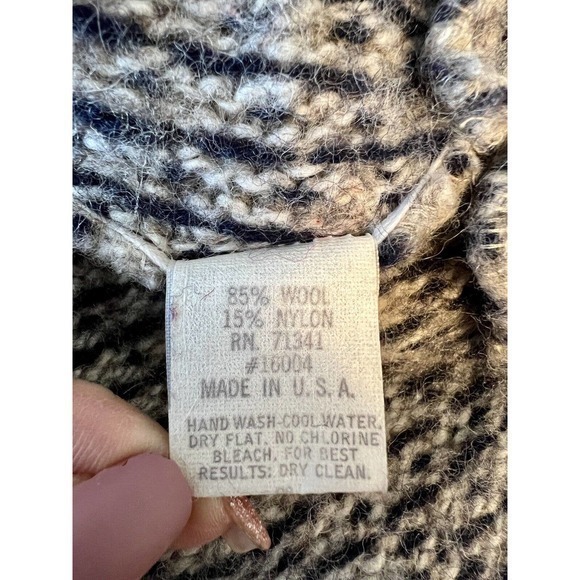 85% WOOL
15% NYLON
RN. 71341
#16004
MADE IN U.S.A.
HAND WASH-COOL WATER.
DRY FLAT. NO CHLORINE
BLEACH. FOR BEST
RESULTS: DRY CLEAN.